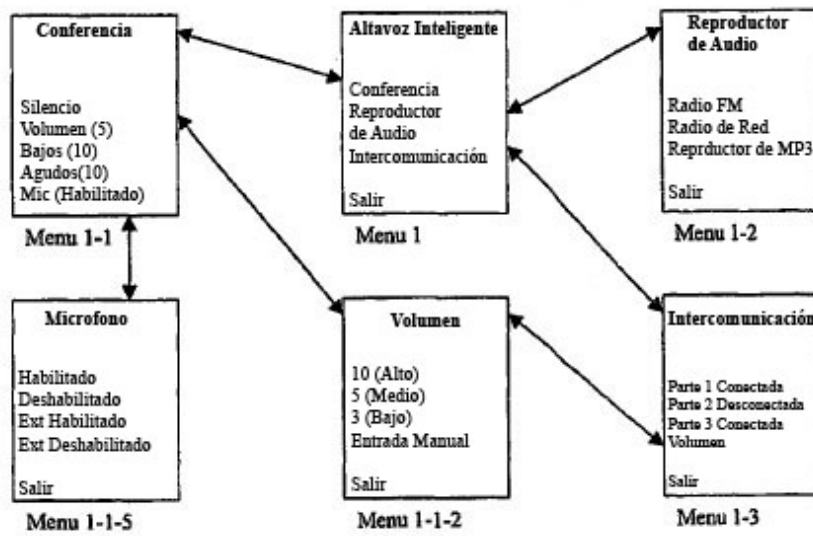 Conferencia
Silencio
Volumen (5)
Bajos (10)
Agudos(10)
Mic (Habilitado)
Menu 1-1
Altavoz Inteligente
Conferencia
Reproductor
de Audio
Intercomunicación
Salir
Menu 1
Reproductor
de Audio
Radio FM
Radio de Red
Reprductor de MP3
Salir
Menu 1-2
Microfono
Habilitado
Deshabilitado
Ext Habilitado
Ext Deshabilitado
Salir
Menu 1-1-5
Volumen
10 (Alto)
5 (Medio)
3 (Bajo)
Entrada Manual
Salir
Menu 1-1-2
Intercomunicación
Parte 1 Conectada
Parte 2 Desconectada
Parte 3 Conectada
Volumen
Salir
Menu 1-3